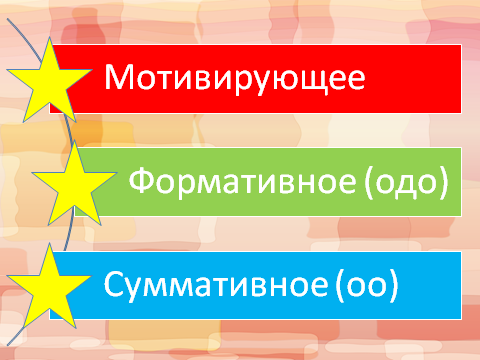 Мотивирующее
Формативное (одо)
Суммативное (оо)